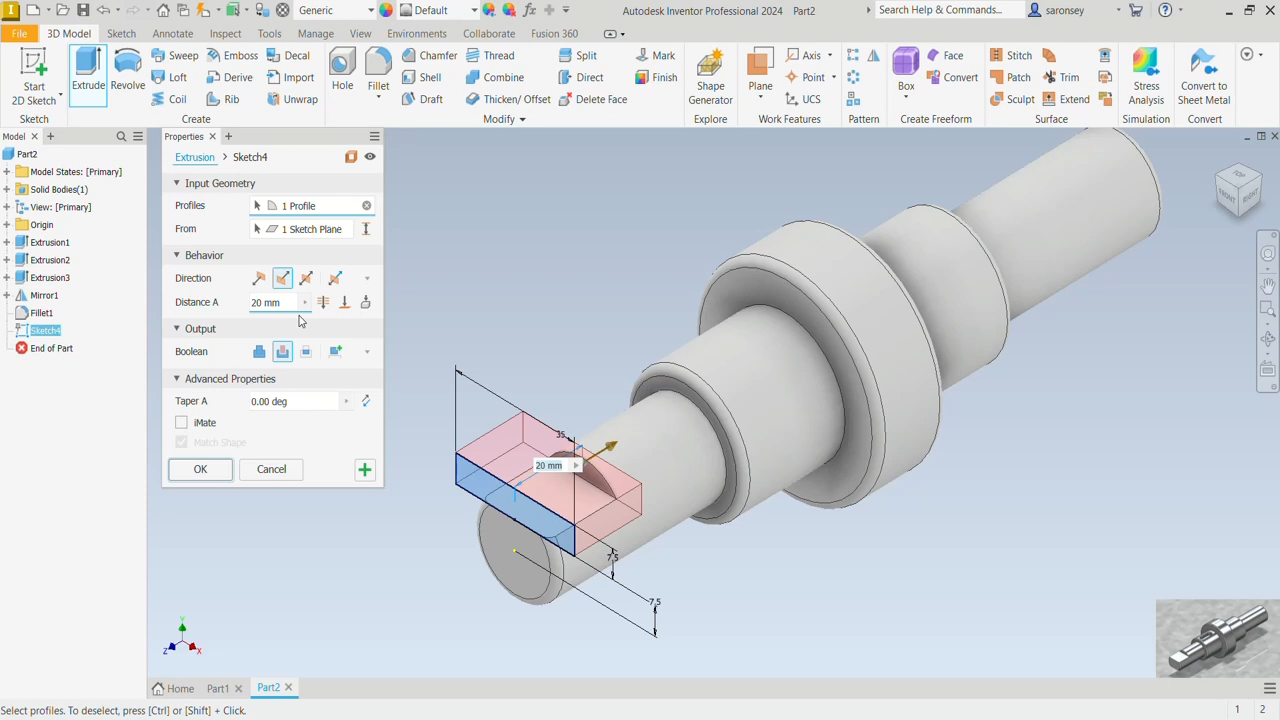 Generic
Default
Autodesk Inventor Professional 2024 Part2
Search Help & Commands...
saronsey
File
3D Model
Sketch
Annotate
Inspect
Tools
Manage
View
Environments
Collaborate
Fusion 360
Start
2D Sketch
Sketch
Extrude
Revolve
Sweep
Emboss
Decal
Loft
Derive
Import
Coil
Rib
Unwrap
Create
Hole
Fillet
Chamfer
Thread
Split
Shell
Combine
Direct
Draft
Thicken/ Offset
Delete Face
Modify
Mark
Finish
Shape
Generator
Explore
Plane
Axis
Point
UCS
Work Features
Pattern
Box
Face
Convert
Create Freeform
Stitch
Patch
Trim
Sculpt
Extend
Surface
Stress
Analysis
Simulation
Convert to
Sheet Metal
Convert
Model
Part2
Model States: [Primary]
Solid Bodies(1)
View: [Primary]
Origin
Extrusion1
Extrusion2
Extrusion3
Mirror1
Fillet1
Sketch4
End of Part
Properties
Extrusion > Sketch4
Input Geometry
Profiles 1 Profile
From 1 Sketch Plane
Behavior
Direction
Distance A 20 mm
Output
Boolean
Advanced Properties
Taper A 0.00 deg
iMate
Match Shape
OK
Cancel
35
20 mm
7.5
7.5
TOP
FRONT
RIGHT
Y
Z
X
Home
Part1
Part2
Select profiles. To deselect, press [Ctrl] or [Shift] + Click.
1 2